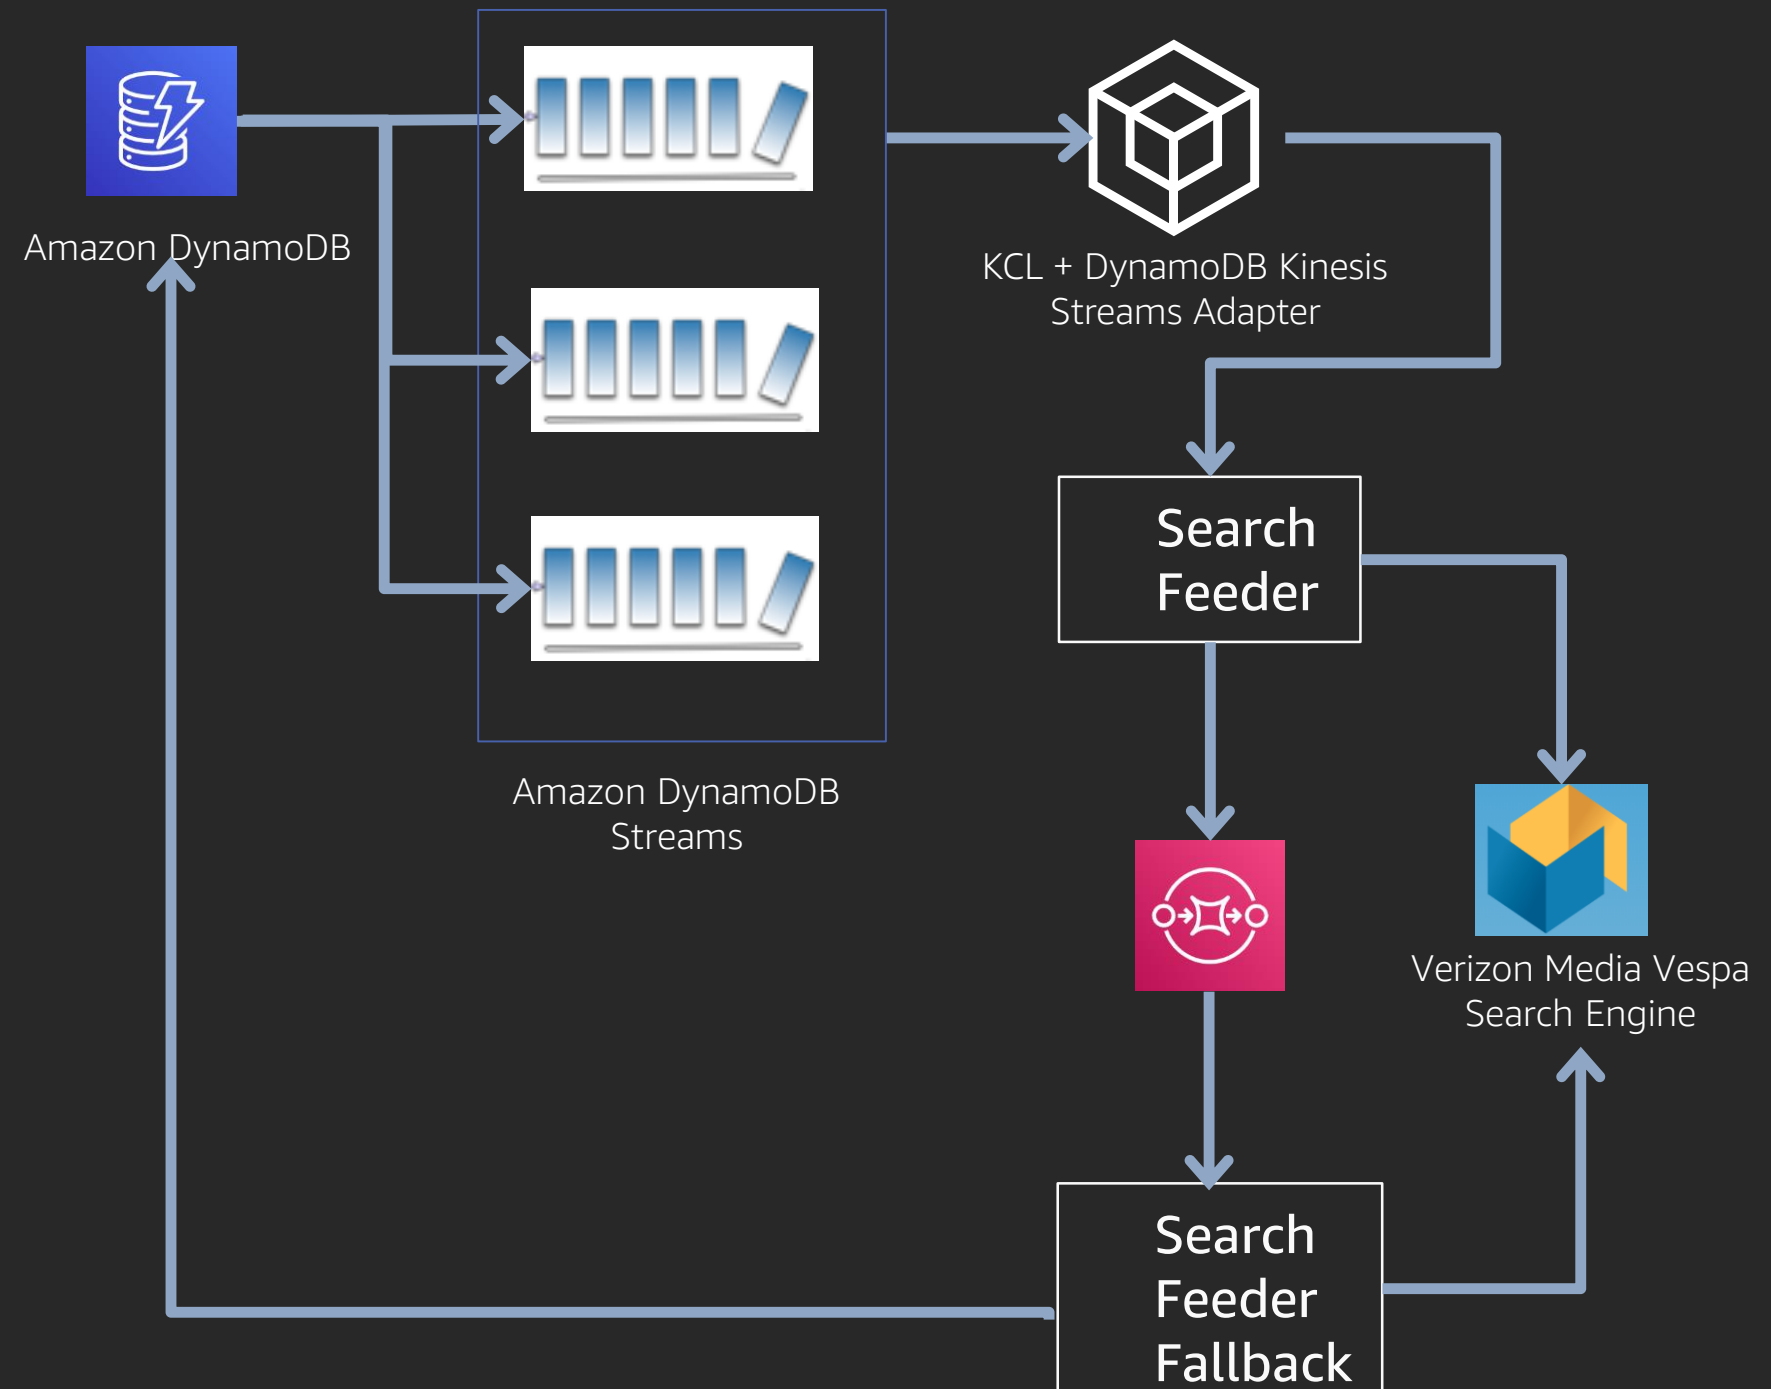 Amazon DynamoDB
KCL + DynamoDB Kinesis
Streams Adapter
Search
Feeder
Amazon DynamoDB
Streams
Verizon Media Vespa
Search Engine
Search
Feeder
Fallback